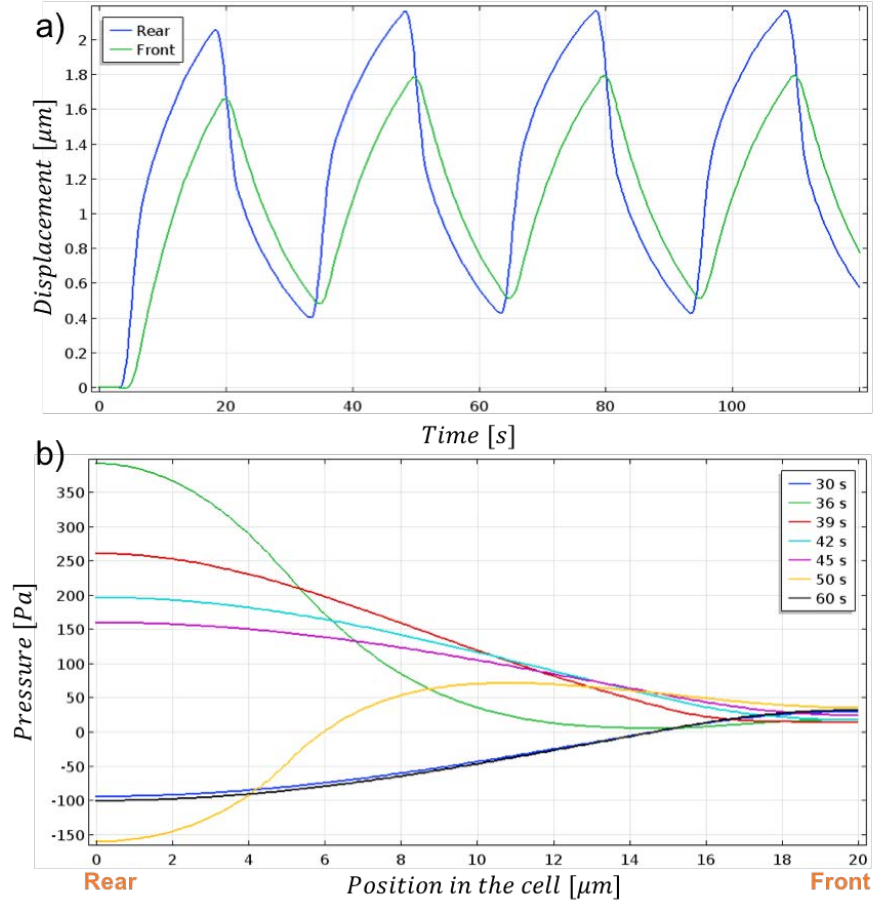 a)
Rear
Front
2
1.8
1.6
1.4
1.2
1
0.8
0.6
0.4
0.2
0
Displacement [μm]
0 20 40 60 80 100
Time [s]
b)
350
300
250
200
150
100
50
0
-50
-100
-150
Pressure [Pa]
30 s
36 s
39 s
42 s
45 s
50 s
60 s
0 2 4 6 8 10 12 14 16 18 20
Rear Position in the cell [μm] Front